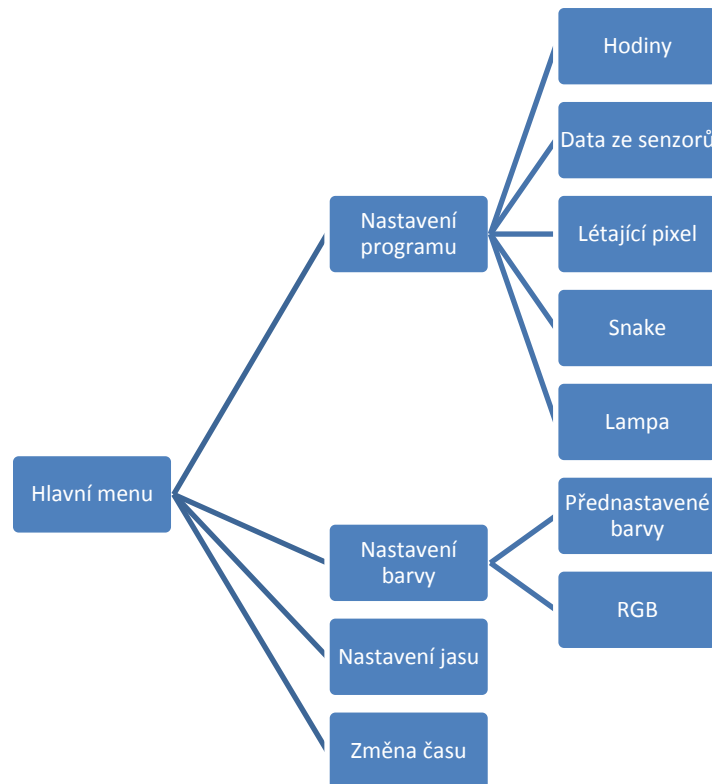 Hodiny
Data ze senzorů
Nastavení
programu
Létající pixel
Snake
Lampa
Hlavní menu
Přednastavené
barvy
Nastavení
barvy
RGB
Nastavení jasu
Změna času